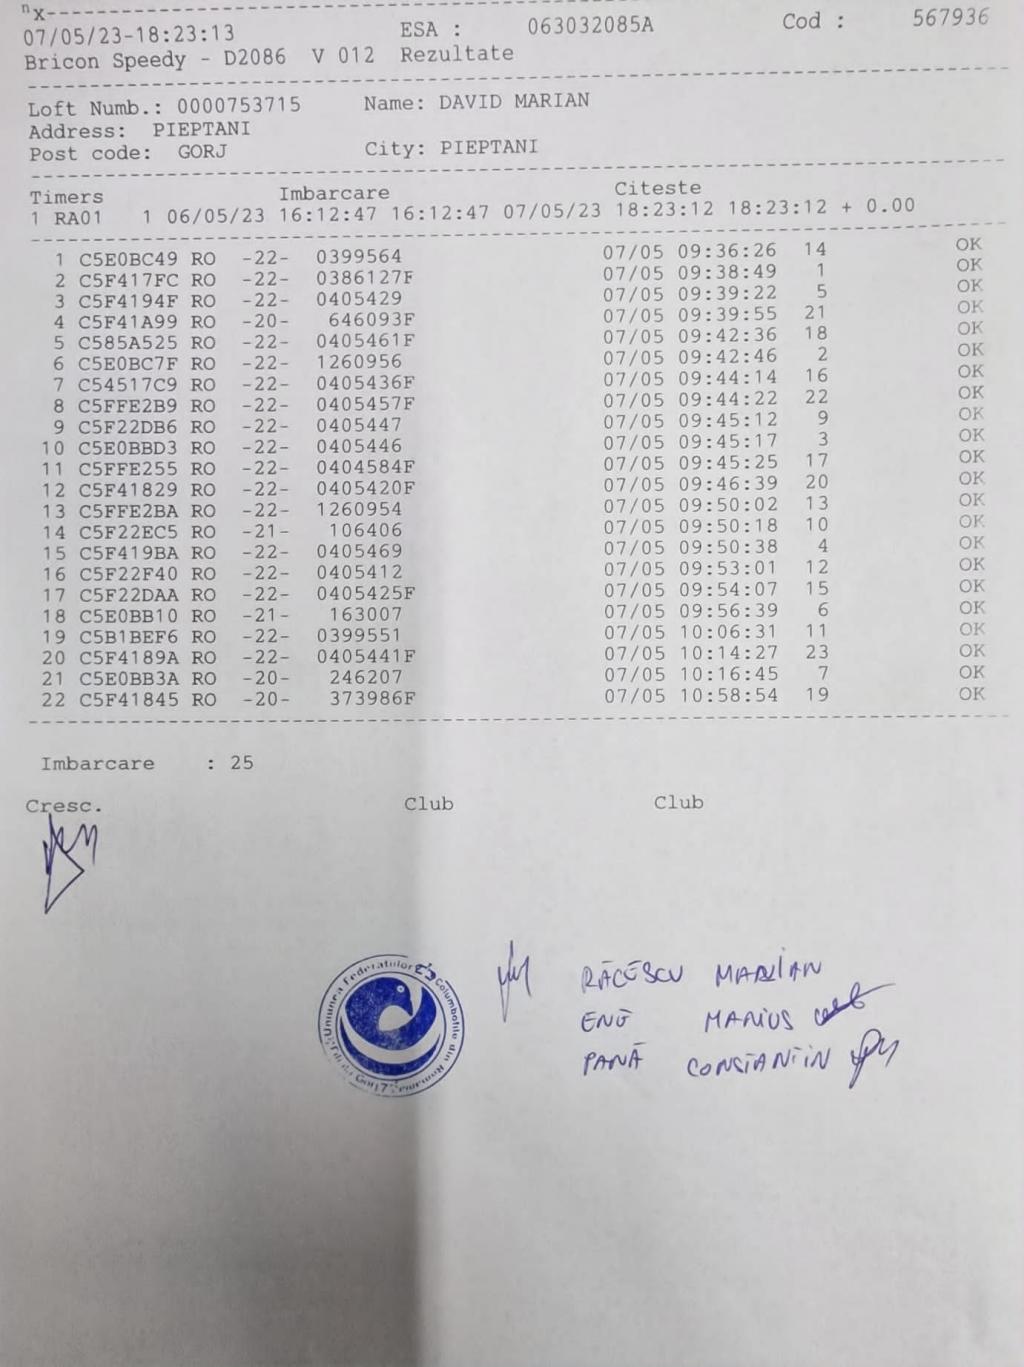 nx
07/05/23-18:23:13 ESA : 063032085A Cod : 567936
Bricon Speedy - D2086 V 012 Rezultate
Loft Numb.: 0000753715 Name: DAVID MARIAN
Address: PIEPTANI
Post code: GORJ City: PIEPTANI
Timers Imbarcare Citeste
1 RA01 1 06/05/23 16:12:47 16:12:47 07/05/23 18:23:12 18:23:12 + 0.00
1 C5E0BC49 RO -22- 0399564 07/05 09:36:26 14 OK
2 C5F417FC RO -22- 0386127F 07/05 09:38:49 1 OK
3 C5F4194F RO -22- 0405429 07/05 09:39:22 5 OK
4 C5F41A99 RO -20- 646093F 07/05 09:39:55 21 OK
5 C585A525 RO -22- 0405461F 07/05 09:42:36 18 OK
6 C5E0BC7F RO -22- 1260956 07/05 09:42:46 2 OK
7 C54517C9 RO -22- 0405436F 07/05 09:44:14 16 OK
8 C5FFE2B9 RO -22- 0405457F 07/05 09:44:22 22 OK
9 C5F22DB6 RO -22- 0405447 07/05 09:45:12 9 OK
10 C5E0BBD3 RO -22- 0405446 07/05 09:45:17 3 OK
11 C5FFE255 RO -22- 0404584F 07/05 09:45:25 17 OK
12 C5F41829 RO -22- 0405420F 07/05 09:46:39 20 OK
13 C5FFE2BA RO -22- 1260954 07/05 09:50:02 13 OK
14 C5F22EC5 RO -21- 106406 07/05 09:50:18 10 OK
15 C5F419BA RO -22- 0405469 07/05 09:50:38 4 OK
16 C5F22F40 RO -22- 0405412 07/05 09:53:01 12 OK
17 C5F22DAA RO -22- 0405425F 07/05 09:54:07 15 OK
18 C5E0BB10 RO -21- 163007 07/05 09:56:39 6 OK
19 C5B1BEF6 RO -22- 0399551 07/05 10:06:31 11 OK
20 C5F4189A RO -22- 0405441F 07/05 10:14:27 23 OK
21 C5E0BB3A RO -20- 246207 07/05 10:16:45 7 OK
22 C5F41845 RO -20- 373986F 07/05 10:58:54 19 OK
Imbarcare : 25
Cresc. Club Club
Uniunea Federatiilor Columbofile din Romania
Gorj
RĂCESCU MARIAN
ENE MARIUS
PANĂ CONSTANTIN